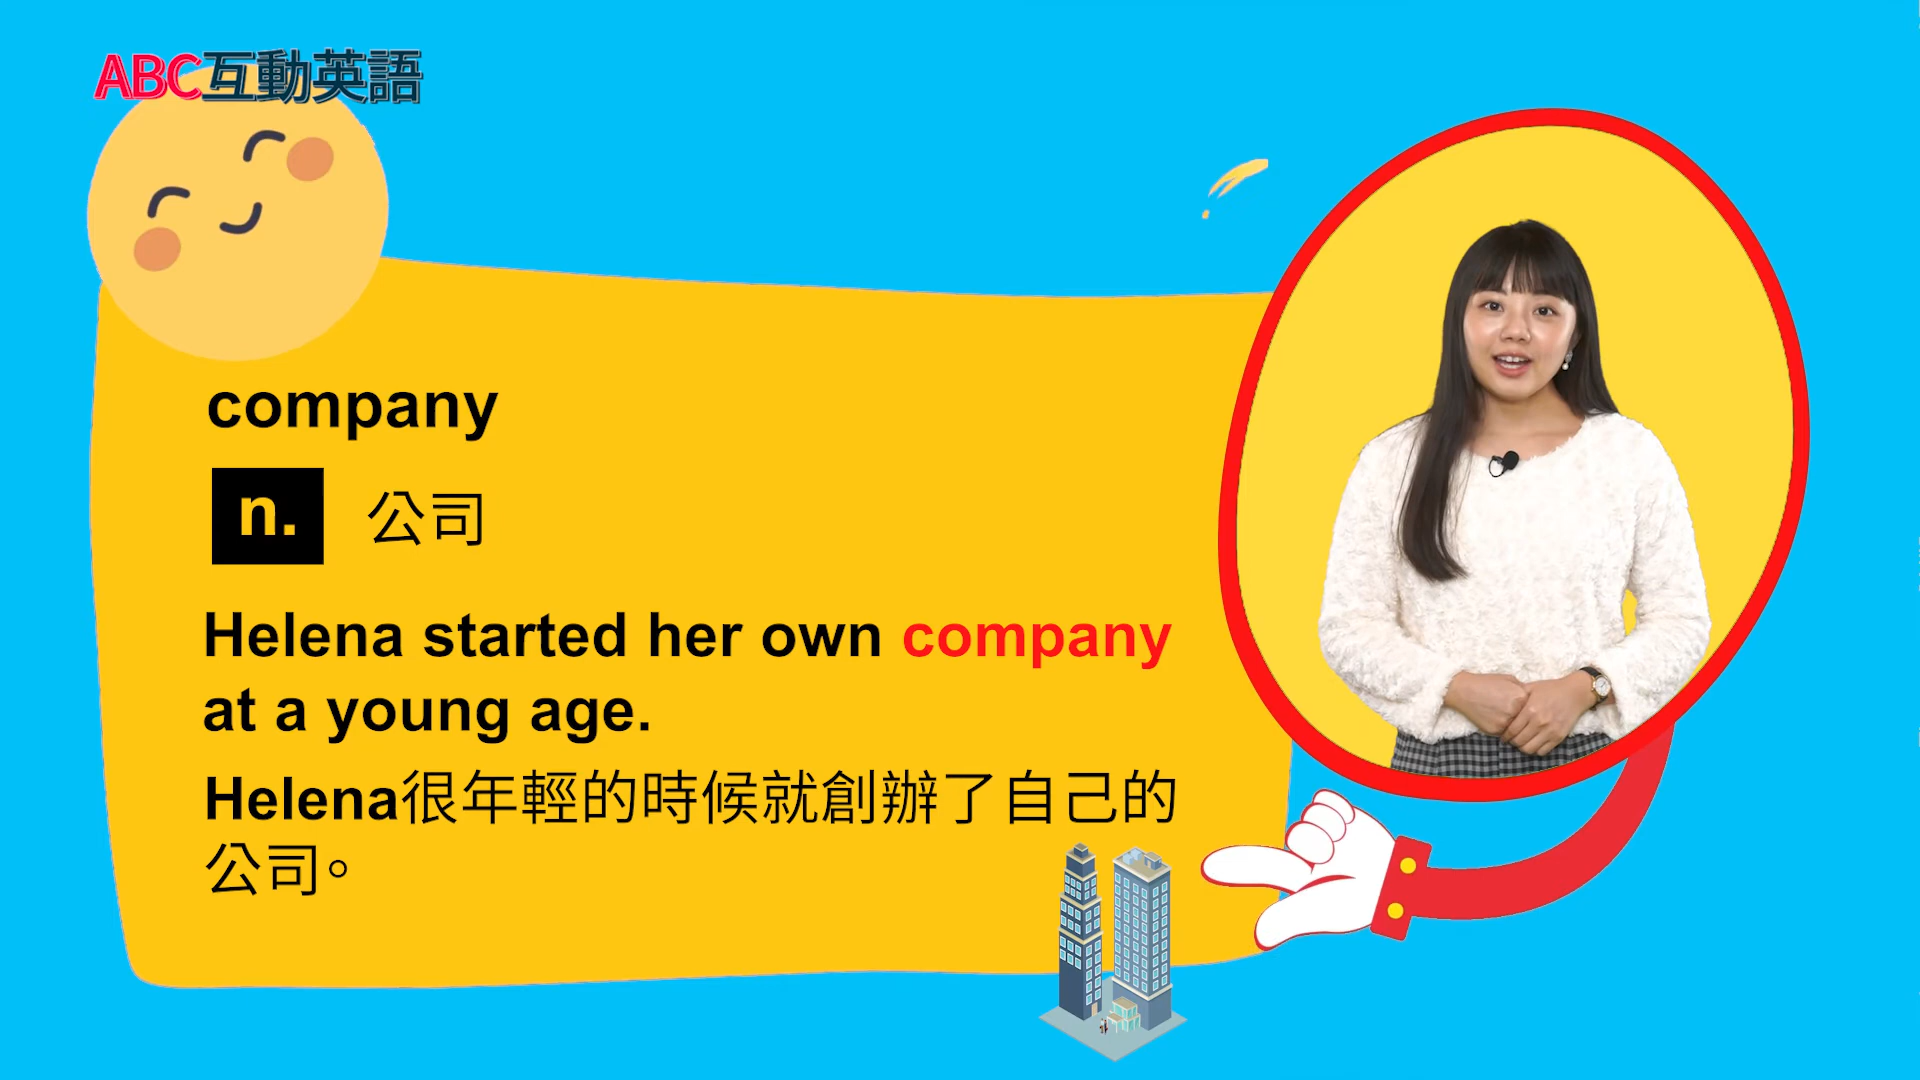 ABC互動英語
company
n. 公司
Helena started her own company
at a young age.
Helena很年輕的時候就創辦了自己的
公司。